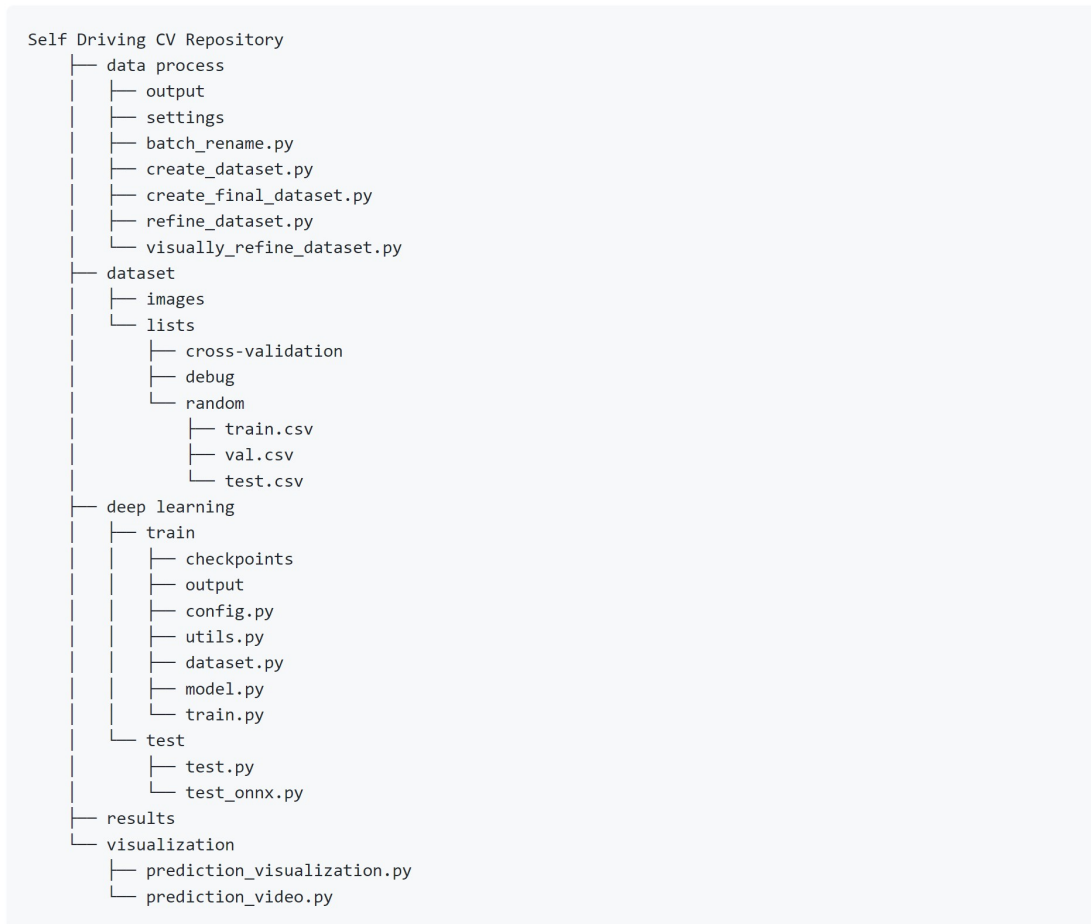 Self Driving CV Repository
├── data process
│   ├── output
│   ├── settings
│   ├── batch_rename.py
│   ├── create_dataset.py
│   ├── create_final_dataset.py
│   ├── refine_dataset.py
│   └── visually_refine_dataset.py
├── dataset
│   ├── images
│   └── lists
│       ├── cross-validation
│       ├── debug
│       └── random
│           ├── train.csv
│           ├── val.csv
│           └── test.csv
├── deep learning
│   ├── train
│   │   ├── checkpoints
│   │   ├── output
│   │   ├── config.py
│   │   ├── utils.py
│   │   ├── dataset.py
│   │   ├── model.py
│   │   └── train.py
│   └── test
│       ├── test.py
│       └── test_onnx.py
├── results
└── visualization
    ├── prediction_visualization.py
    └── prediction_video.py